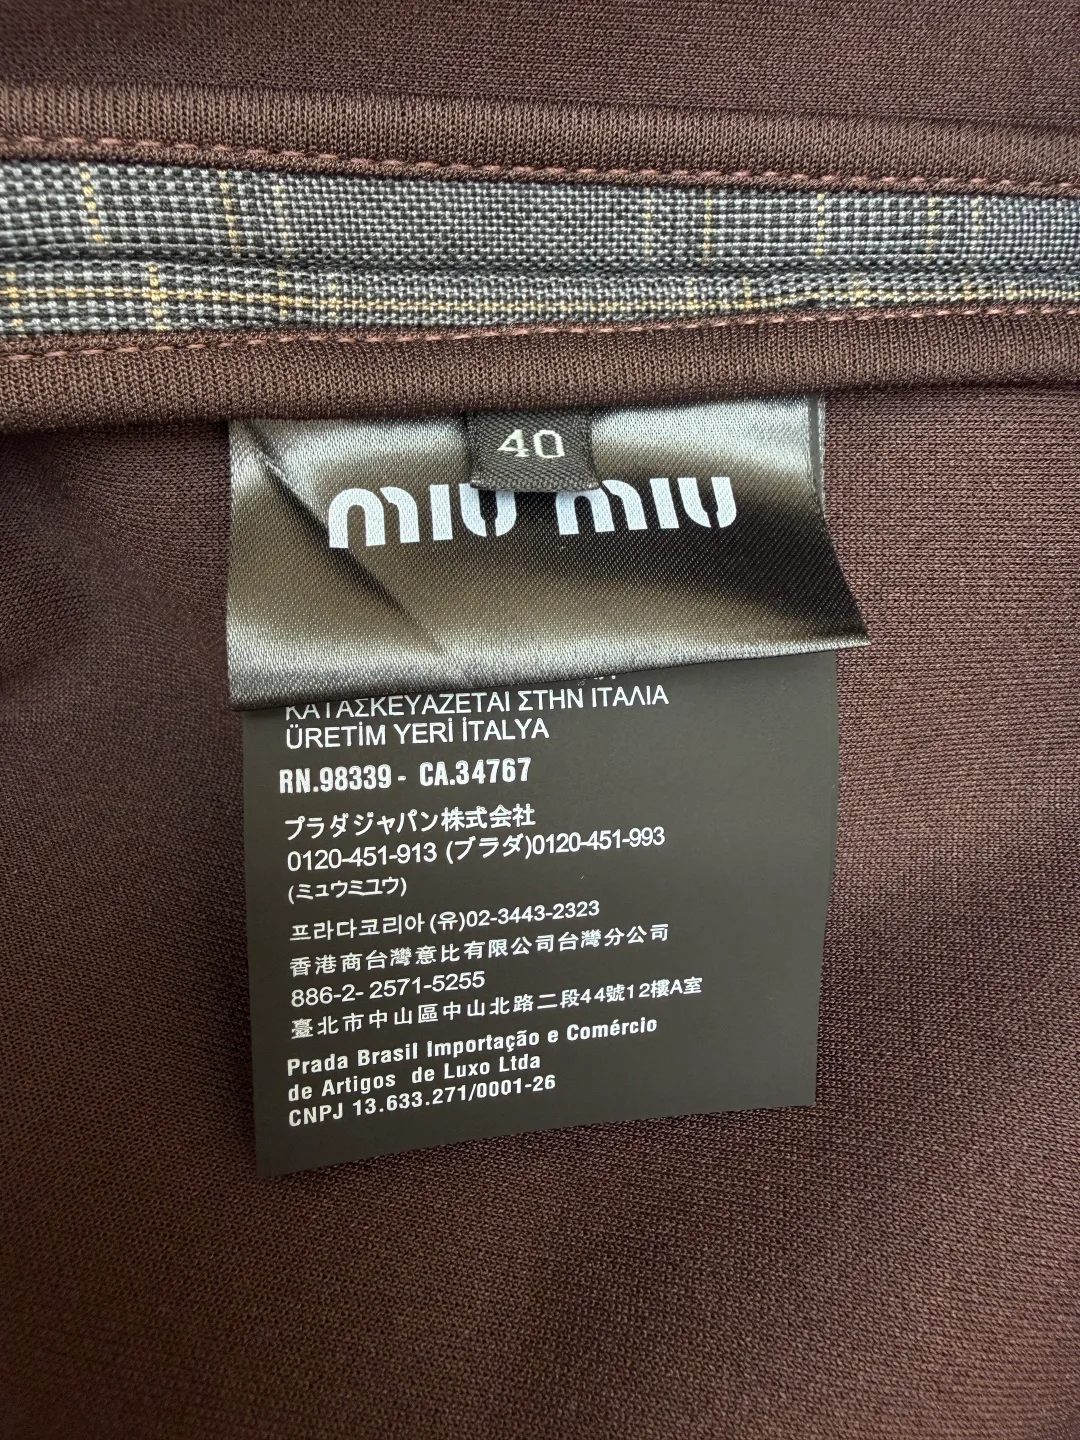 40
miu miu
ΚΑΤΑΣΚΕΥΑΖΕΤΑΙ ΣΤΗΝ ΙΤΑΛΙΑ
ÜRETİM YERİ İTALYA
RN.98339 - CA.34767
プラダジャパン株式会社
0120-451-913 (プラダ)0120-451-993
(ミュウミュウ)
프라다코리아(유)02-3443-2323
香港商台灣意比有限公司台灣分公司
886-2- 2571-5255
臺北市中山區中山北路二段44號12樓A室
Prada Brasil Importação e Comércio
de Artigos de Luxo Ltda
CNPJ 13.633.271/0001-26